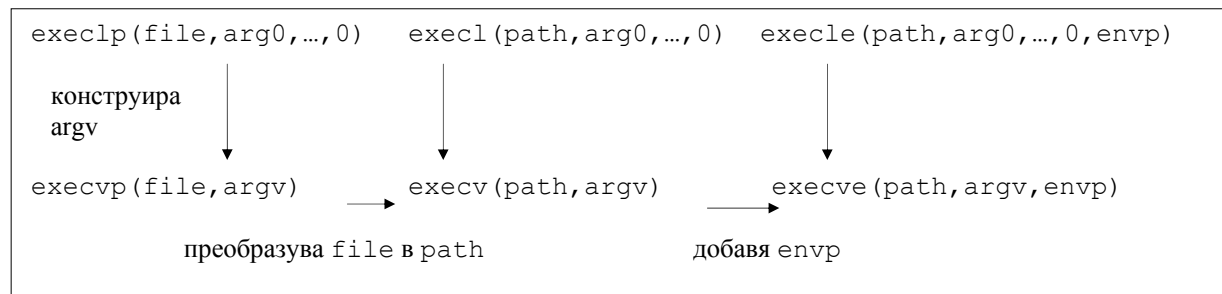 execlp(file,arg0,…,0) execl(path,arg0,…,0) execle(path,arg0,…,0,envp)
конструира
argv
execvp(file,argv) execv(path,argv) execve(path,argv,envp)
преобразува file в path добавя envp